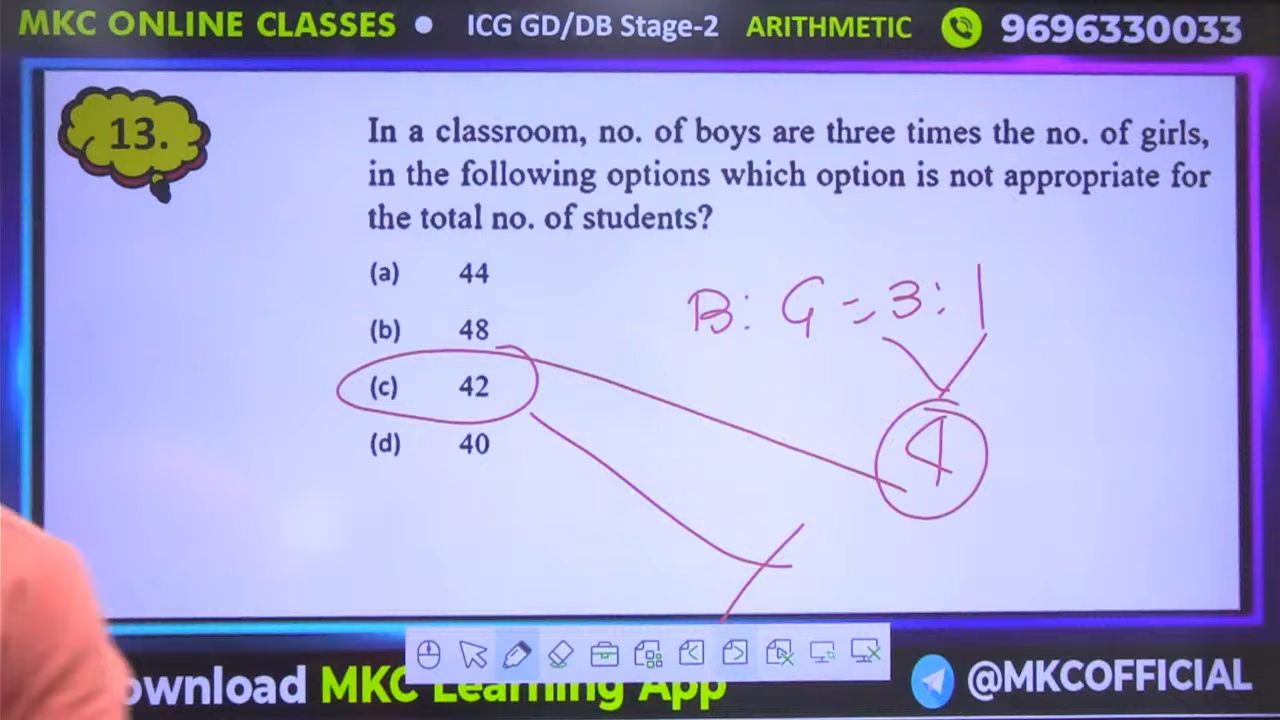 MKC ONLINE CLASSES • ICG GD/DB Stage-2 ARITHMETIC 9696330033
13.
In a classroom, no. of boys are three times the no. of girls,
in the following options which option is not appropriate for
the total no. of students?
(a) 44
(b) 48
(c) 42
(d) 40
B : G = 3 : 1
4
ownload MKC Learning App @MKCOFFICIAL